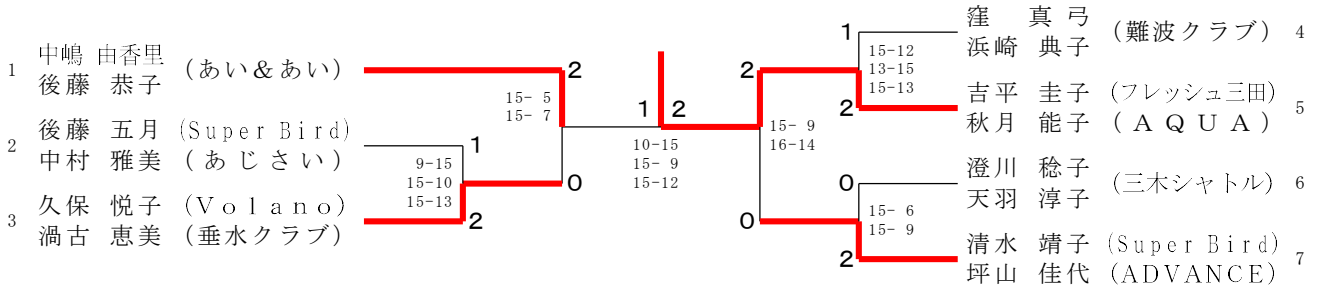 1 中嶋 由香里 (あい&あい)
後藤 恭子
2
15- 5
15- 7
2 後藤 五月 (Super Bird)
中村 雅美 (あじさい)
1
9-15
15-10
15-13
0
3 久保 悦子 (Volano)
渦古 恵美 (垂水クラブ)
2
1 2
10-15
15- 9
15-12
窪 真弓 (難波クラブ) 4
浜崎 典子
1
15-12
13-15
15-13
2
吉平 圭子 (フレッシュ三田) 5
秋月 能子 (AQUA)
2
15- 9
16-14
0
澄川 稔子 (三木シャトル) 6
天羽 淳子
0
15- 6
15- 9
2
清水 靖子 (Super Bird) 7
坪山 佳代 (ADVANCE)